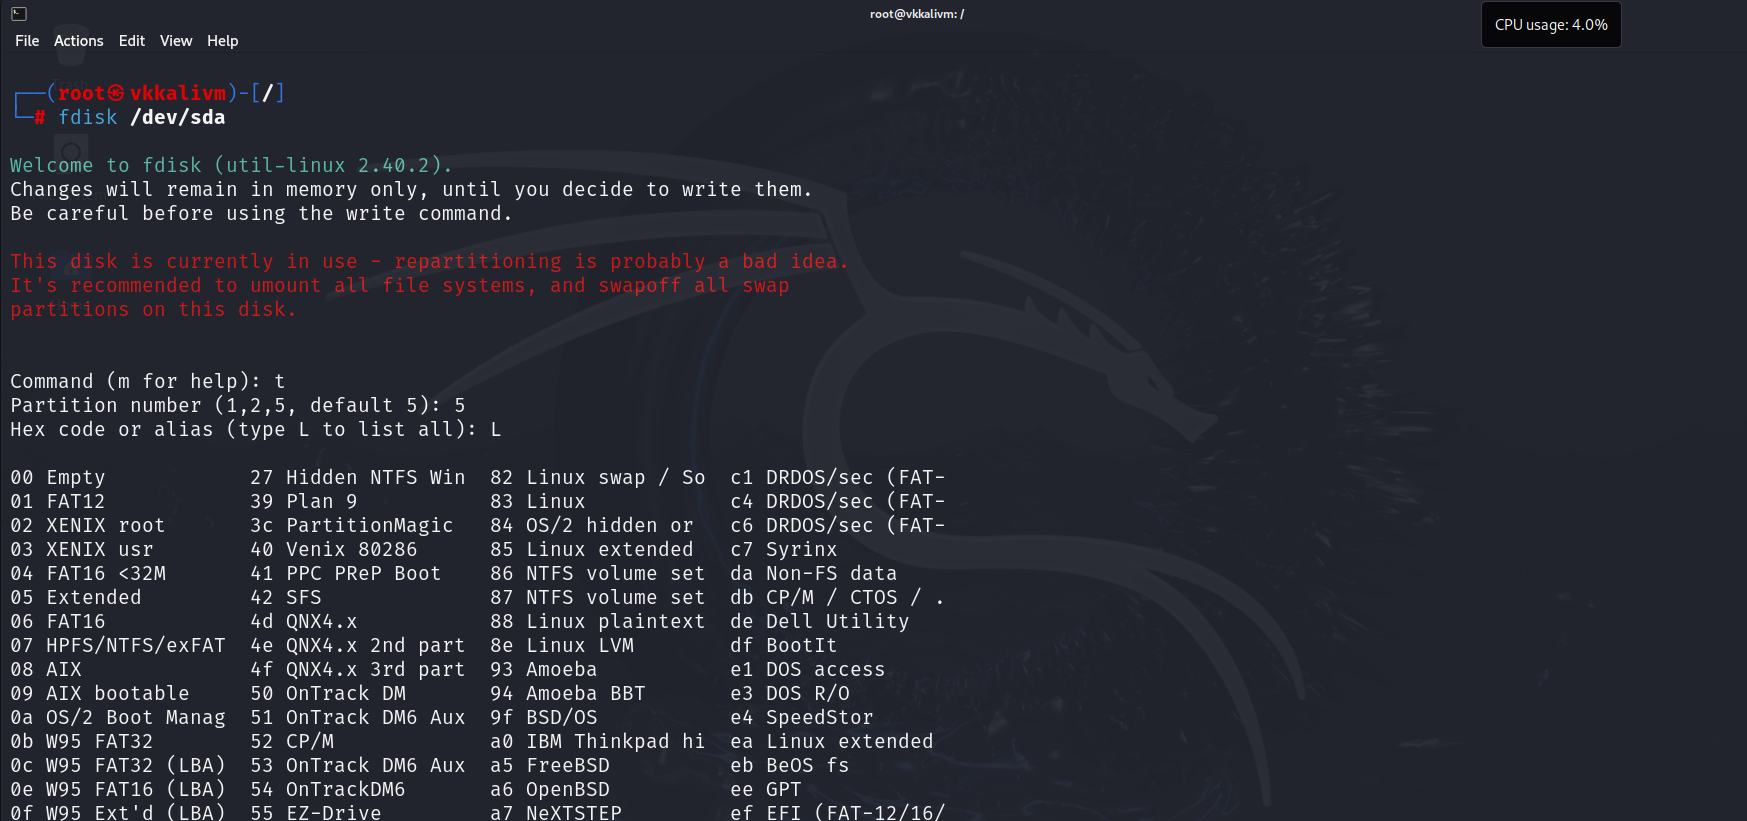 root@vkkalivm: /
CPU usage: 4.0%
File Actions Edit View Help
┌──(root㉿vkkalivm)-[/]
└─# fdisk /dev/sda
Welcome to fdisk (util-linux 2.40.2).
Changes will remain in memory only, until you decide to write them.
Be careful before using the write command.
This disk is currently in use - repartitioning is probably a bad idea.
It's recommended to umount all file systems, and swapoff all swap
partitions on this disk.
Command (m for help): t
Partition number (1,2,5, default 5): 5
Hex code or alias (type L to list all): L
00 Empty 27 Hidden NTFS Win 82 Linux swap / So c1 DRDOS/sec (FAT-
01 FAT12 39 Plan 9 83 Linux c4 DRDOS/sec (FAT-
02 XENIX root 3c PartitionMagic 84 OS/2 hidden or c6 DRDOS/sec (FAT-
03 XENIX usr 40 Venix 80286 85 Linux extended c7 Syrinx
04 FAT16 <32M 41 PPC PReP Boot 86 NTFS volume set da Non-FS data
05 Extended 42 SFS 87 NTFS volume set db CP/M / CTOS / .
06 FAT16 4d QNX4.x 88 Linux plaintext de Dell Utility
07 HPFS/NTFS/exFAT 4e QNX4.x 2nd part 8e Linux LVM df BootIt
08 AIX 4f QNX4.x 3rd part 93 Amoeba e1 DOS access
09 AIX bootable 50 OnTrack DM 94 Amoeba BBT e3 DOS R/O
0a OS/2 Boot Manag 51 OnTrack DM6 Aux 9f BSD/OS e4 SpeedStor
0b W95 FAT32 52 CP/M a0 IBM Thinkpad hi ea Linux extended
0c W95 FAT32 (LBA) 53 OnTrack DM6 Aux a5 FreeBSD eb BeOS fs
0e W95 FAT16 (LBA) 54 OnTrackDM6 a6 OpenBSD ee GPT
0f W95 Ext'd (LBA) 55 EZ-Drive a7 NeXTSTEP ef EFI (FAT-12/16/